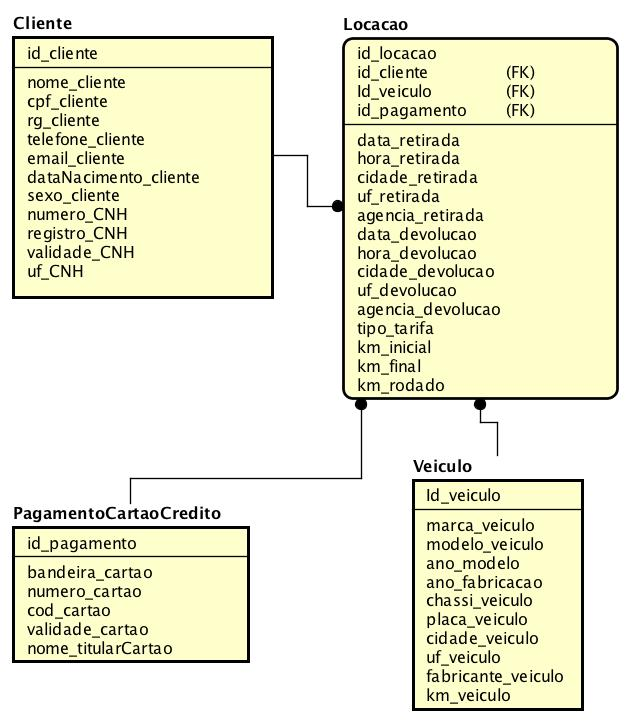 Cliente
id_cliente
nome_cliente
cpf_cliente
rg_cliente
telefone_cliente
email_cliente
dataNacimento_cliente
sexo_cliente
numero_CNH
registro_CNH
validade_CNH
uf_CNH
Locacao
id_locacao
id_cliente (FK)
Id_veiculo (FK)
id_pagamento (FK)
data_retirada
hora_retirada
cidade_retirada
uf_retirada
agencia_retirada
data_devolucao
hora_devolucao
cidade_devolucao
uf_devolucao
agencia_devolucao
tipo_tarifa
km_inicial
km_final
km_rodado
PagamentoCartaoCredito
id_pagamento
bandeira_cartao
numero_cartao
cod_cartao
validade_cartao
nome_titularCartao
Veiculo
Id_veiculo
marca_veiculo
modelo_veiculo
ano_modelo
ano_fabricacao
chassi_veiculo
placa_veiculo
cidade_veiculo
uf_veiculo
fabricante_veiculo
km_veiculo